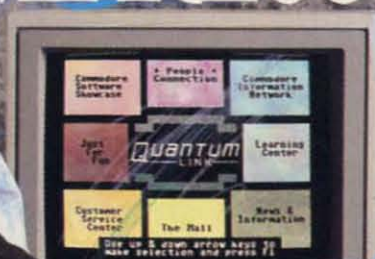 Commodore
Software
Showcase
* People *
Connection
Commodore
Information
Network
Just
For
Fun
Quantum
LINK
Learning
Center
Customer
Service
Center
The Mall
News &
Information
Use up & down arrow keys to
make selection and press F1